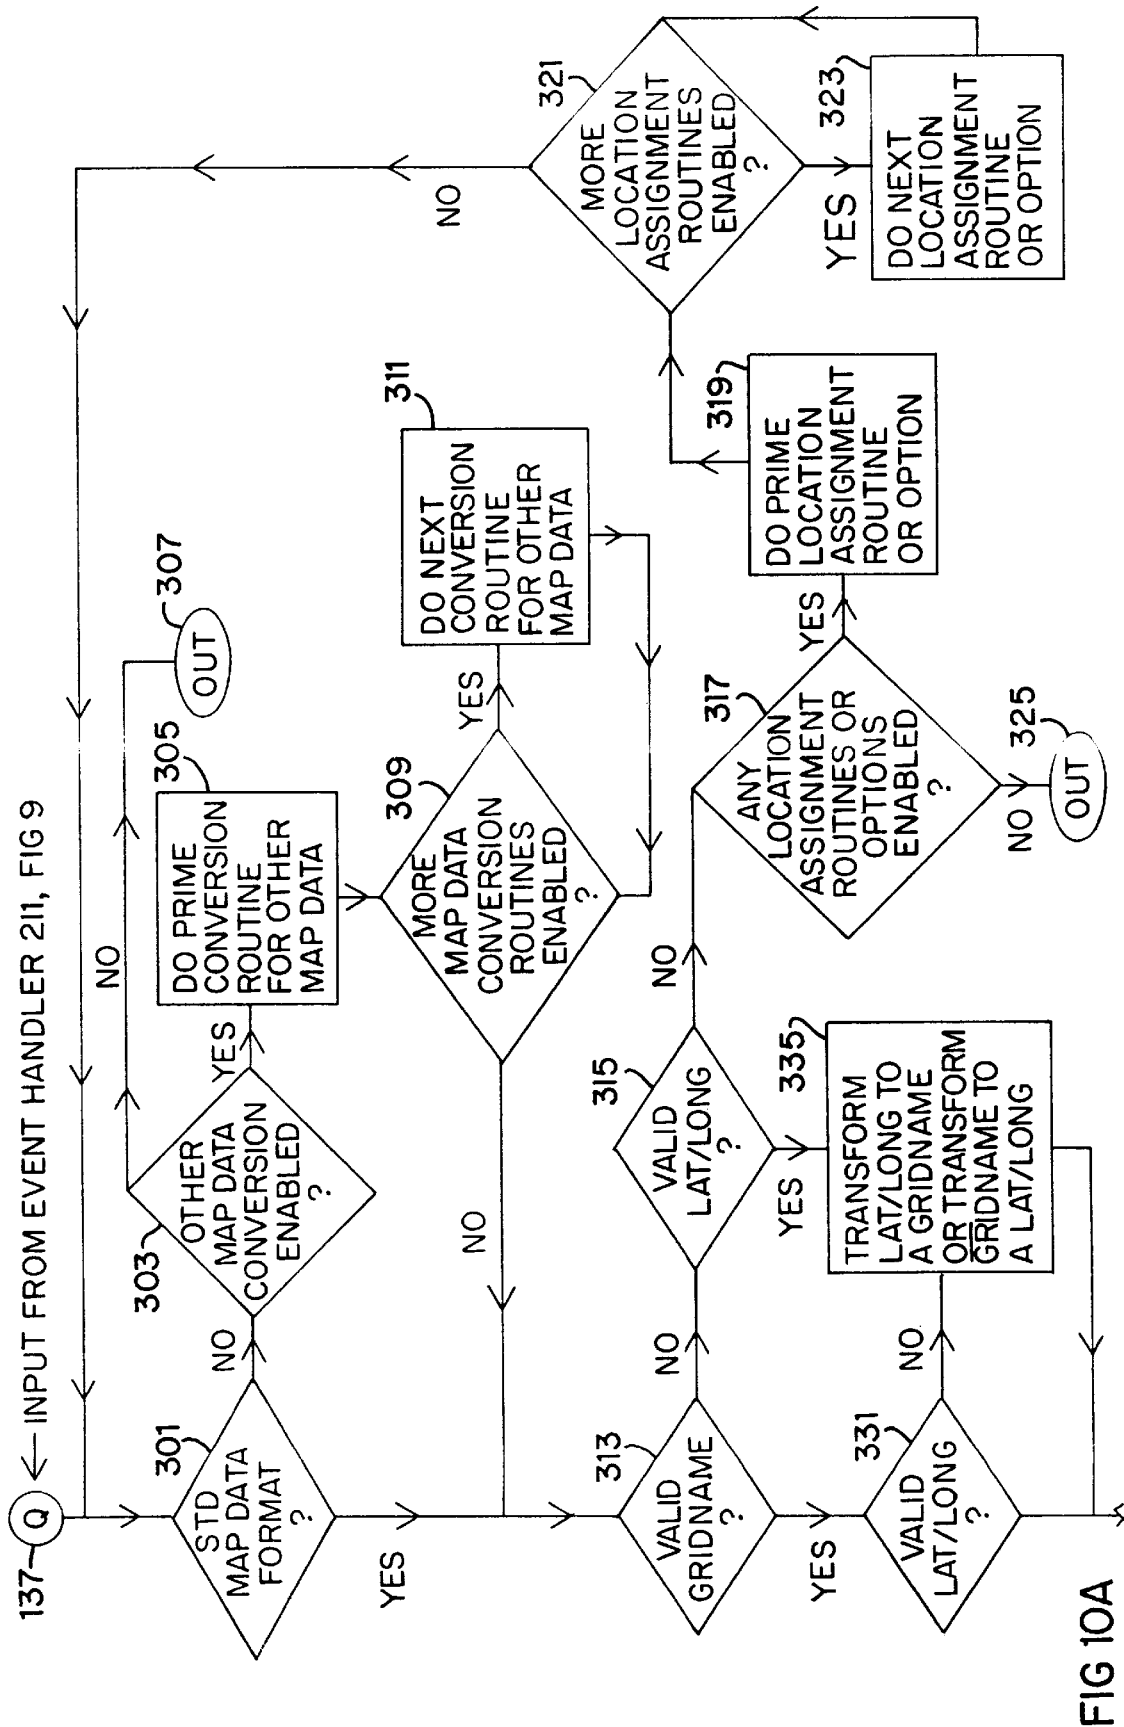 137
Q
← INPUT FROM EVENT HANDLER 211, FIG 9
301
STD
MAP DATA
FORMAT
?
NO
YES
303
OTHER
MAP DATA
CONVERSION
ENABLED
?
NO
YES
305
DO PRIME
CONVERSION
ROUTINE
FOR OTHER
MAP DATA
307
OUT
309
MORE
MAP DATA
CONVERSION
ROUTINES
ENABLED
?
YES
NO
311
DO NEXT
CONVERSION
ROUTINE
FOR OTHER
MAP DATA
313
VALID
GRIDNAME
?
NO
YES
315
VALID
LAT/LONG
?
NO
YES
317
ANY
LOCATION
ASSIGNMENT
ROUTINES OR
OPTIONS
ENABLED
?
YES
NO
325
OUT
319
DO PRIME
LOCATION
ASSIGNMENT
ROUTINE
OR OPTION
321
MORE
LOCATION
ASSIGNMENT
ROUTINES
ENABLED
?
NO
YES
323
DO NEXT
LOCATION
ASSIGNMENT
ROUTINE
OR OPTION
331
VALID
LAT/LONG
?
NO
335
TRANSFORM
LAT/LONG TO
A GRIDNAME
OR TRANSFORM
GRIDNAME TO
A LAT/LONG
FIG 10A